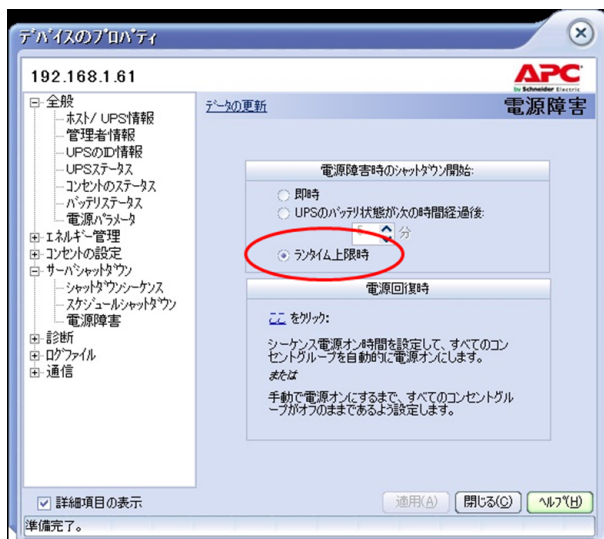 デバイスのプロパティ
192.168.1.61
APC
by Schneider Electric
全般
ホスト/ UPS情報
管理者情報
UPSのID情報
UPSステータス
コンセントのステータス
バッテリステータス
電源パラメータ
エネルギー管理
コンセントの設定
サーバシャットダウン
シャットダウンシーケンス
スケジュールシャットダウン
電源障害
診断
ログファイル
通信
データの更新
電源障害
電源障害時のシャットダウン開始:
即時
UPSのバッテリ状態が次の時間経過後:
5 分
ランタイム上限時
電源回復時
ここ をクリック:
シーケンス電源オン時間を設定して、すべてのコン
セントグループを自動的に電源オンにします。
または
手動で電源オンにするまで、すべてのコンセントグル
ープがオフのままであるよう設定します。
詳細項目の表示
適用(A)
閉じる(C)
ヘルプ(H)
準備完了。